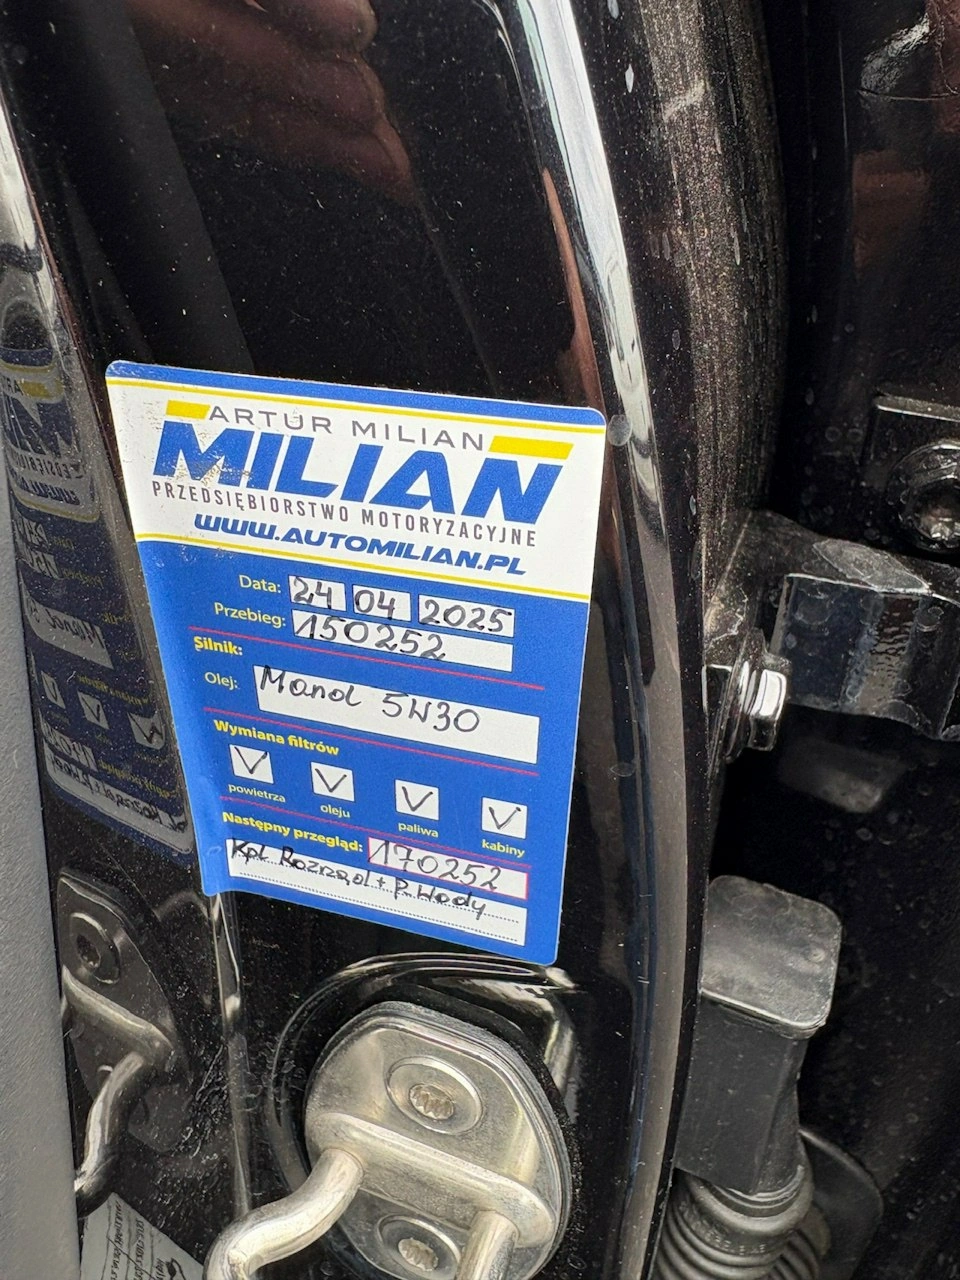 ARTUR MILIAN
MILIAN
PRZEDSIĘBIORSTWO MOTORYZACYJNE
WWW.AUTOMILIAN.PL
Data: 24 04 2025
Przebieg: 150252
Silnik:
Olej: Manol 5W30
Wymiana filtrów
powietrza oleju paliwa kabiny
Następny przegląd: 170252
Kpl Rozrząd + P. Wody